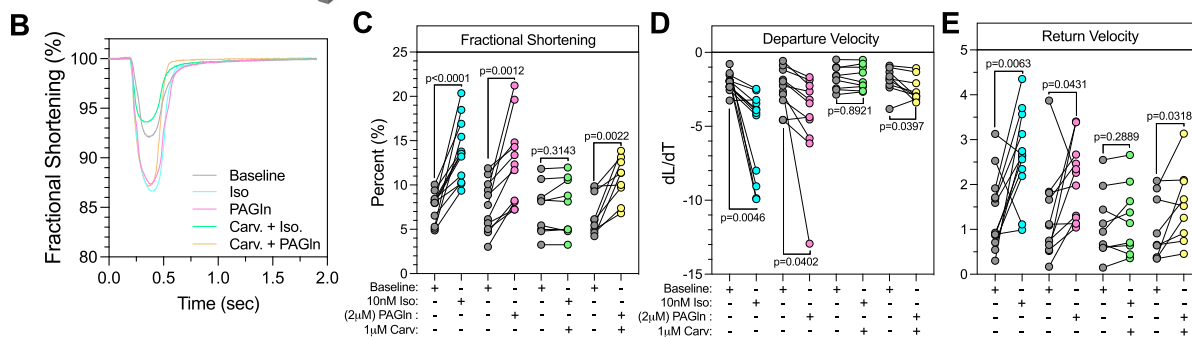 B
Fractional Shortening (%)
100
95
90
85
80
0.0 0.5 1.0 1.5 2.0
Time (sec)
Baseline
Iso
PAGln
Carv. + Iso.
Carv. + PAGln
C
Fractional Shortening
Percent (%)
25
20
15
10
5
0
p<0.0001
p=0.0012
p=0.3143
p=0.0022
Baseline: + - + - + - + -
10nM Iso: - + - - - - - -
(2μM) PAGln : - - - + - - - +
1μM Carv: - - - - - + - +
D
Departure Velocity
dL/dT
0
-5
-10
-15
p=0.0046
p=0.0402
p=0.8921
p=0.0397
Baseline: + - + - + - + -
10nM Iso: - + - - - - - -
(2μM) PAGln : - - - + - - - +
1μM Carv: - - - - - + - +
E
Return Velocity
5
4
3
2
1
0
p=0.0063
p=0.0431
p=0.2889
p=0.0318
+ - + - + - + -
- + - - - - - -
- - - + - - - +
- - - - - + - +